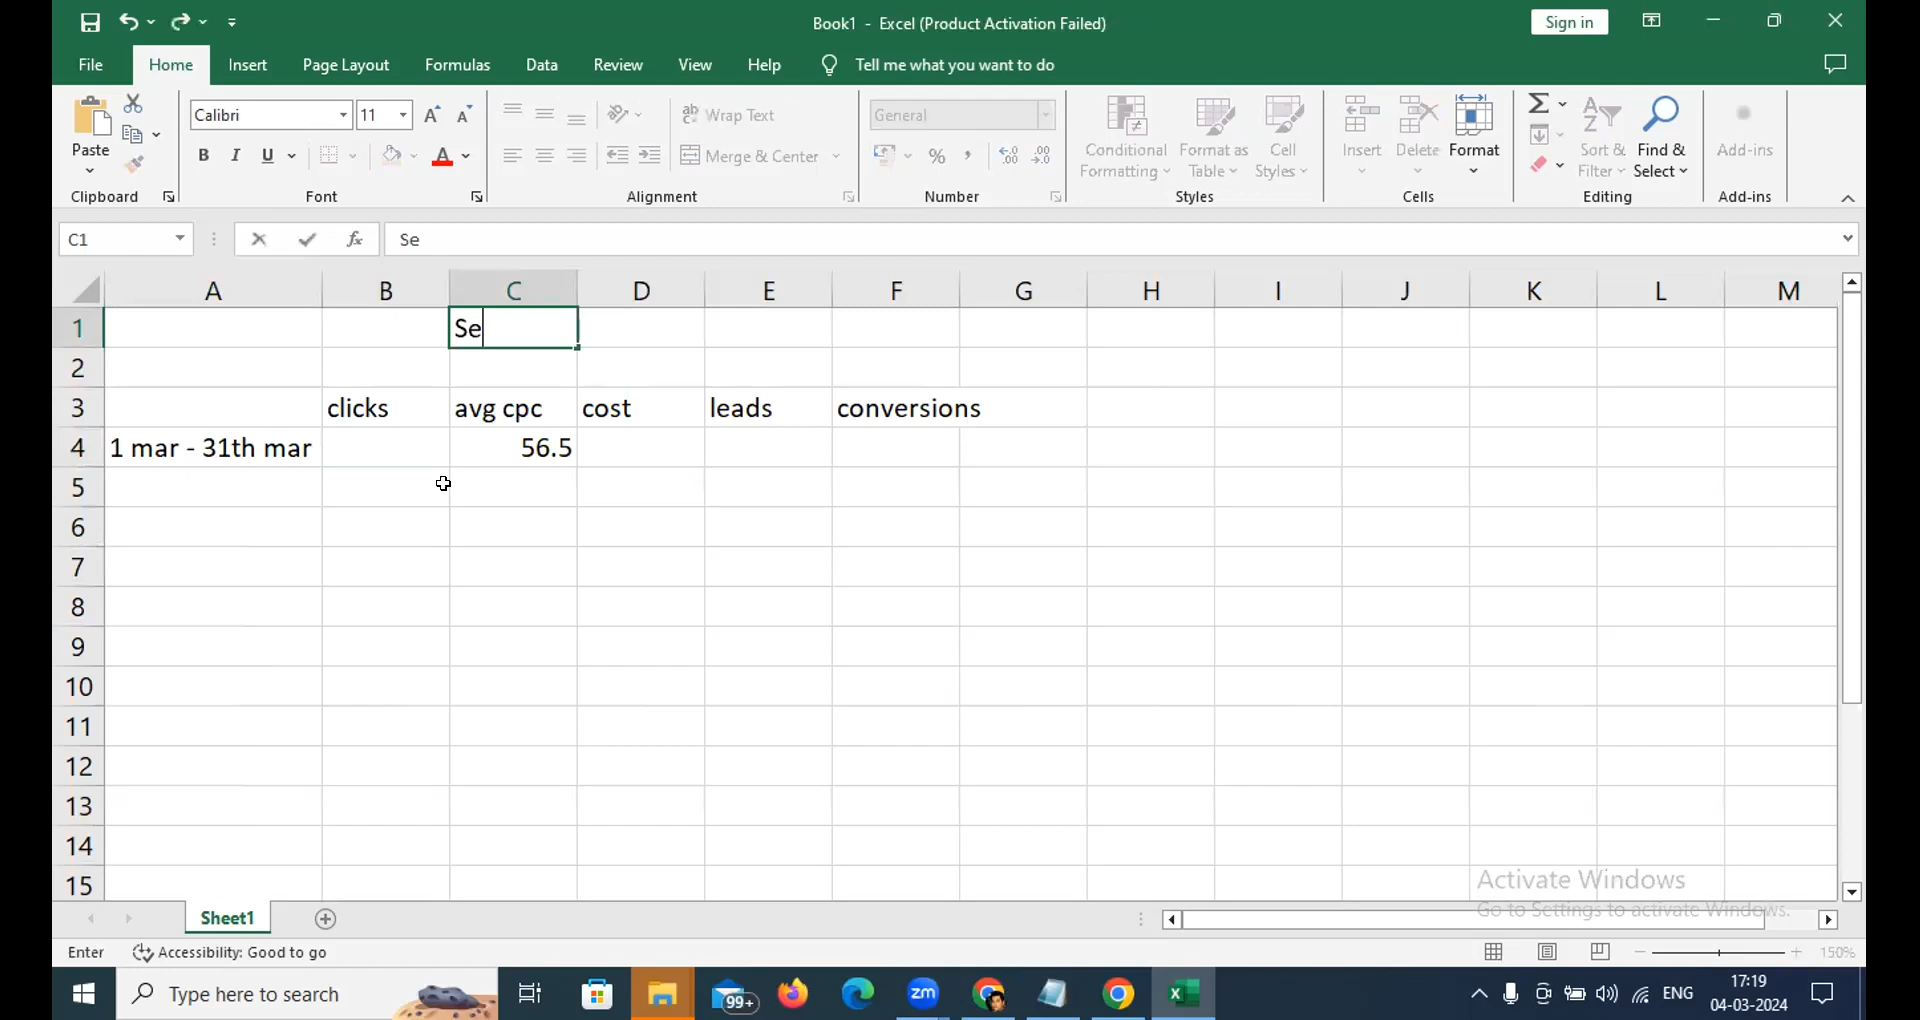 Book1 - Excel (Product Activation Failed)
Sign in
File Home Insert Page Layout Formulas Data Review View Help Tell me what you want to do
Paste
Clipboard
Calibri 11
B I U
Font
Wrap Text
Merge & Center
Alignment
General
Number
Conditional Formatting
Format as Table
Cell Styles
Styles
Insert
Delete
Format
Cells
Sort & Filter
Find & Select
Editing
Add-ins
Add-ins
C1 fx Se
A B C D E F G H I J K L M
1 Se
2
3 clicks avg cpc cost leads conversions
4 1 mar - 31th mar 56.5
5
6
7
8
9
10
11
12
13
14
15
Activate Windows
Go to Settings to activate Windows.
Sheet1
Enter Accessibility: Good to go 150%
Type here to search 99+ zm ENG 17:19
04-03-2024